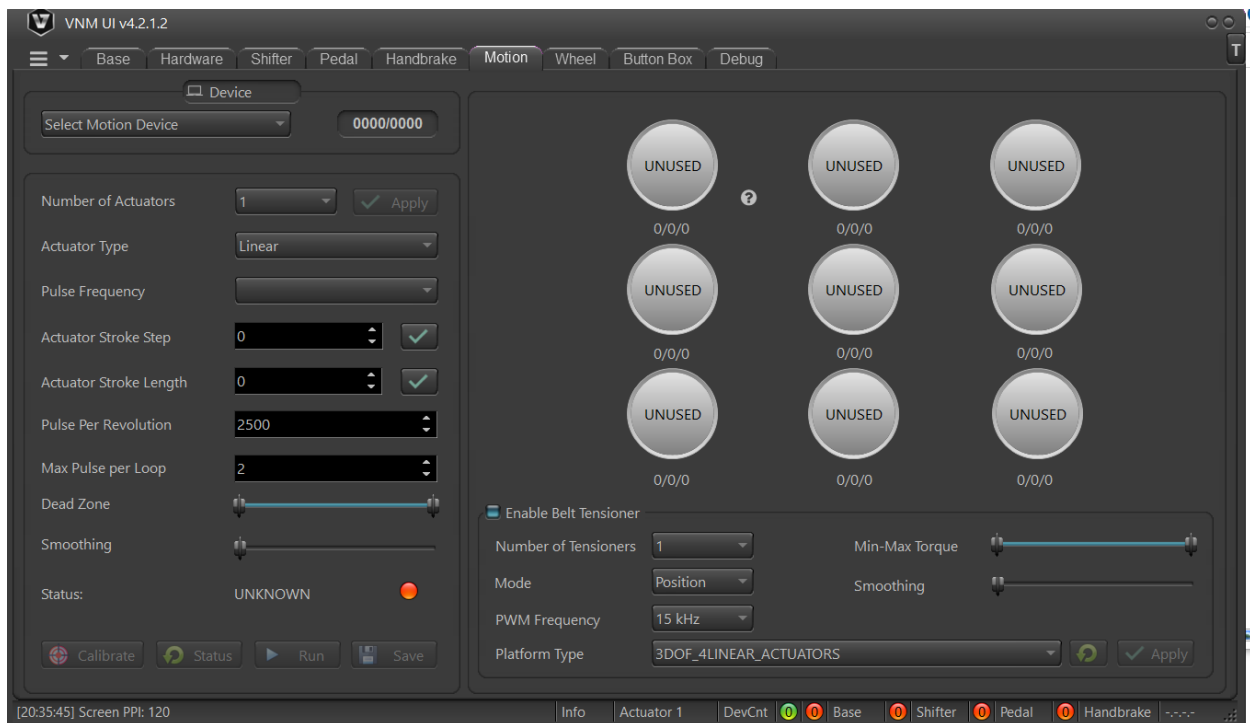 VNM UI v4.2.1.2
T
Base Hardware Shifter Pedal Handbrake Motion Wheel Button Box Debug
Device
Select Motion Device 0000/0000
Number of Actuators 1 Apply
Actuator Type Linear
Pulse Frequency
Actuator Stroke Step 0
Actuator Stroke Length 0
Pulse Per Revolution 2500
Max Pulse per Loop 2
Dead Zone
Smoothing
Status: UNKNOWN
Calibrate Status Run Save
UNUSED UNUSED UNUSED
?
0/0/0 0/0/0 0/0/0
UNUSED UNUSED UNUSED
0/0/0 0/0/0 0/0/0
UNUSED UNUSED UNUSED
0/0/0 0/0/0 0/0/0
Enable Belt Tensioner
Number of Tensioners 1 Min-Max Torque
Mode Position Smoothing
PWM Frequency 15 kHz
Platform Type 3DOF_4LINEAR_ACTUATORS Apply
[20:35:45] Screen PPI: 120 Info Actuator 1 DevCnt 0 0 Base 0 Shifter 0 Pedal 0 Handbrake -.-.-.-